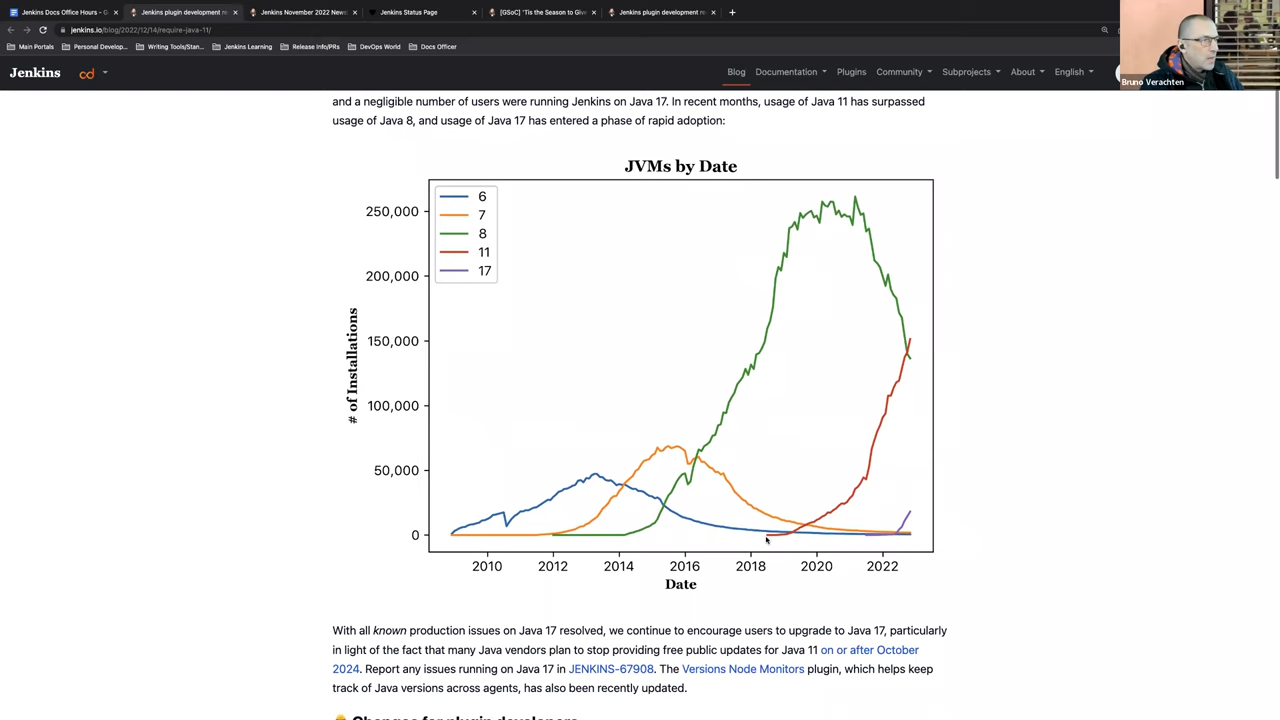 Jenkins Docs Office Hours - G
Jenkins plugin development re
Jenkins November 2022 News
Jenkins Status Page
[GSoC] 'Tis the Season to Give
Jenkins plugin development re
jenkins.io/blog/2022/12/14/require-java-11/
Main Portals
Personal Develop...
Writing Tools/Stan...
Jenkins Learning
Release Info/PRs
DevOps World
Docs Officer
Bruno Verachten
Jenkins
cd
Blog
Documentation
Plugins
Community
Subprojects
About
English
and a negligible number of users were running Jenkins on Java 17. In recent months, usage of Java 11 has surpassed
usage of Java 8, and usage of Java 17 has entered a phase of rapid adoption:
JVMs by Date
6
7
8
11
17
250,000
200,000
150,000
100,000
50,000
0
# of Installations
2010 2012 2014 2016 2018 2020 2022
Date
With all known production issues on Java 17 resolved, we continue to encourage users to upgrade to Java 17, particularly
in light of the fact that many Java vendors plan to stop providing free public updates for Java 11 on or after October
2024. Report any issues running on Java 17 in JENKINS-67908. The Versions Node Monitors plugin, which helps keep
track of Java versions across agents, has also been recently updated.
Changes for plugin developers